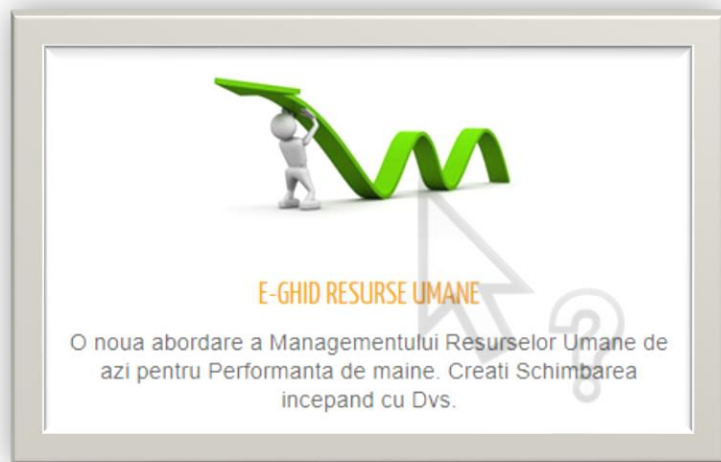 E-GHID RESURSE UMANE
O noua abordare a Managementului Resurselor Umane de
azi pentru Performanta de maine. Creati Schimbarea
incepand cu Dvs.